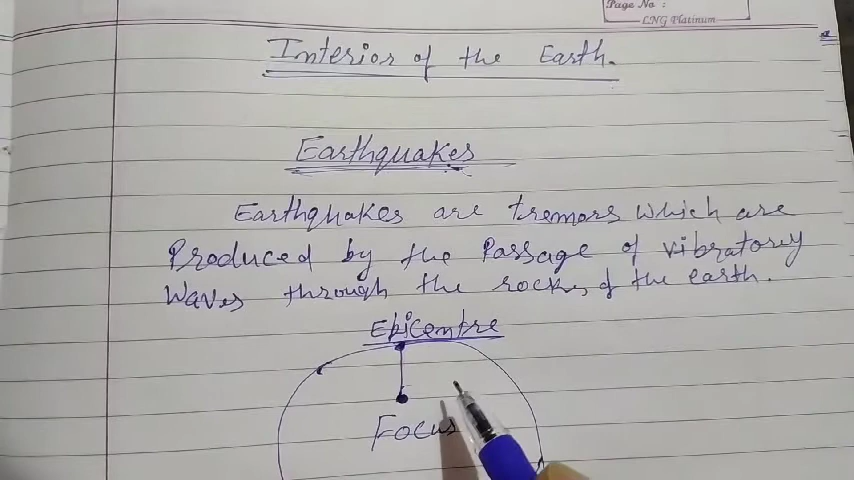 Page No :
LNG Platinum
Interior of the Earth.
Earthquakes
Earthquakes are tremors which are
Produced by the Passage of vibratory
Waves through the rocks of the earth.
Epicentre
Focus